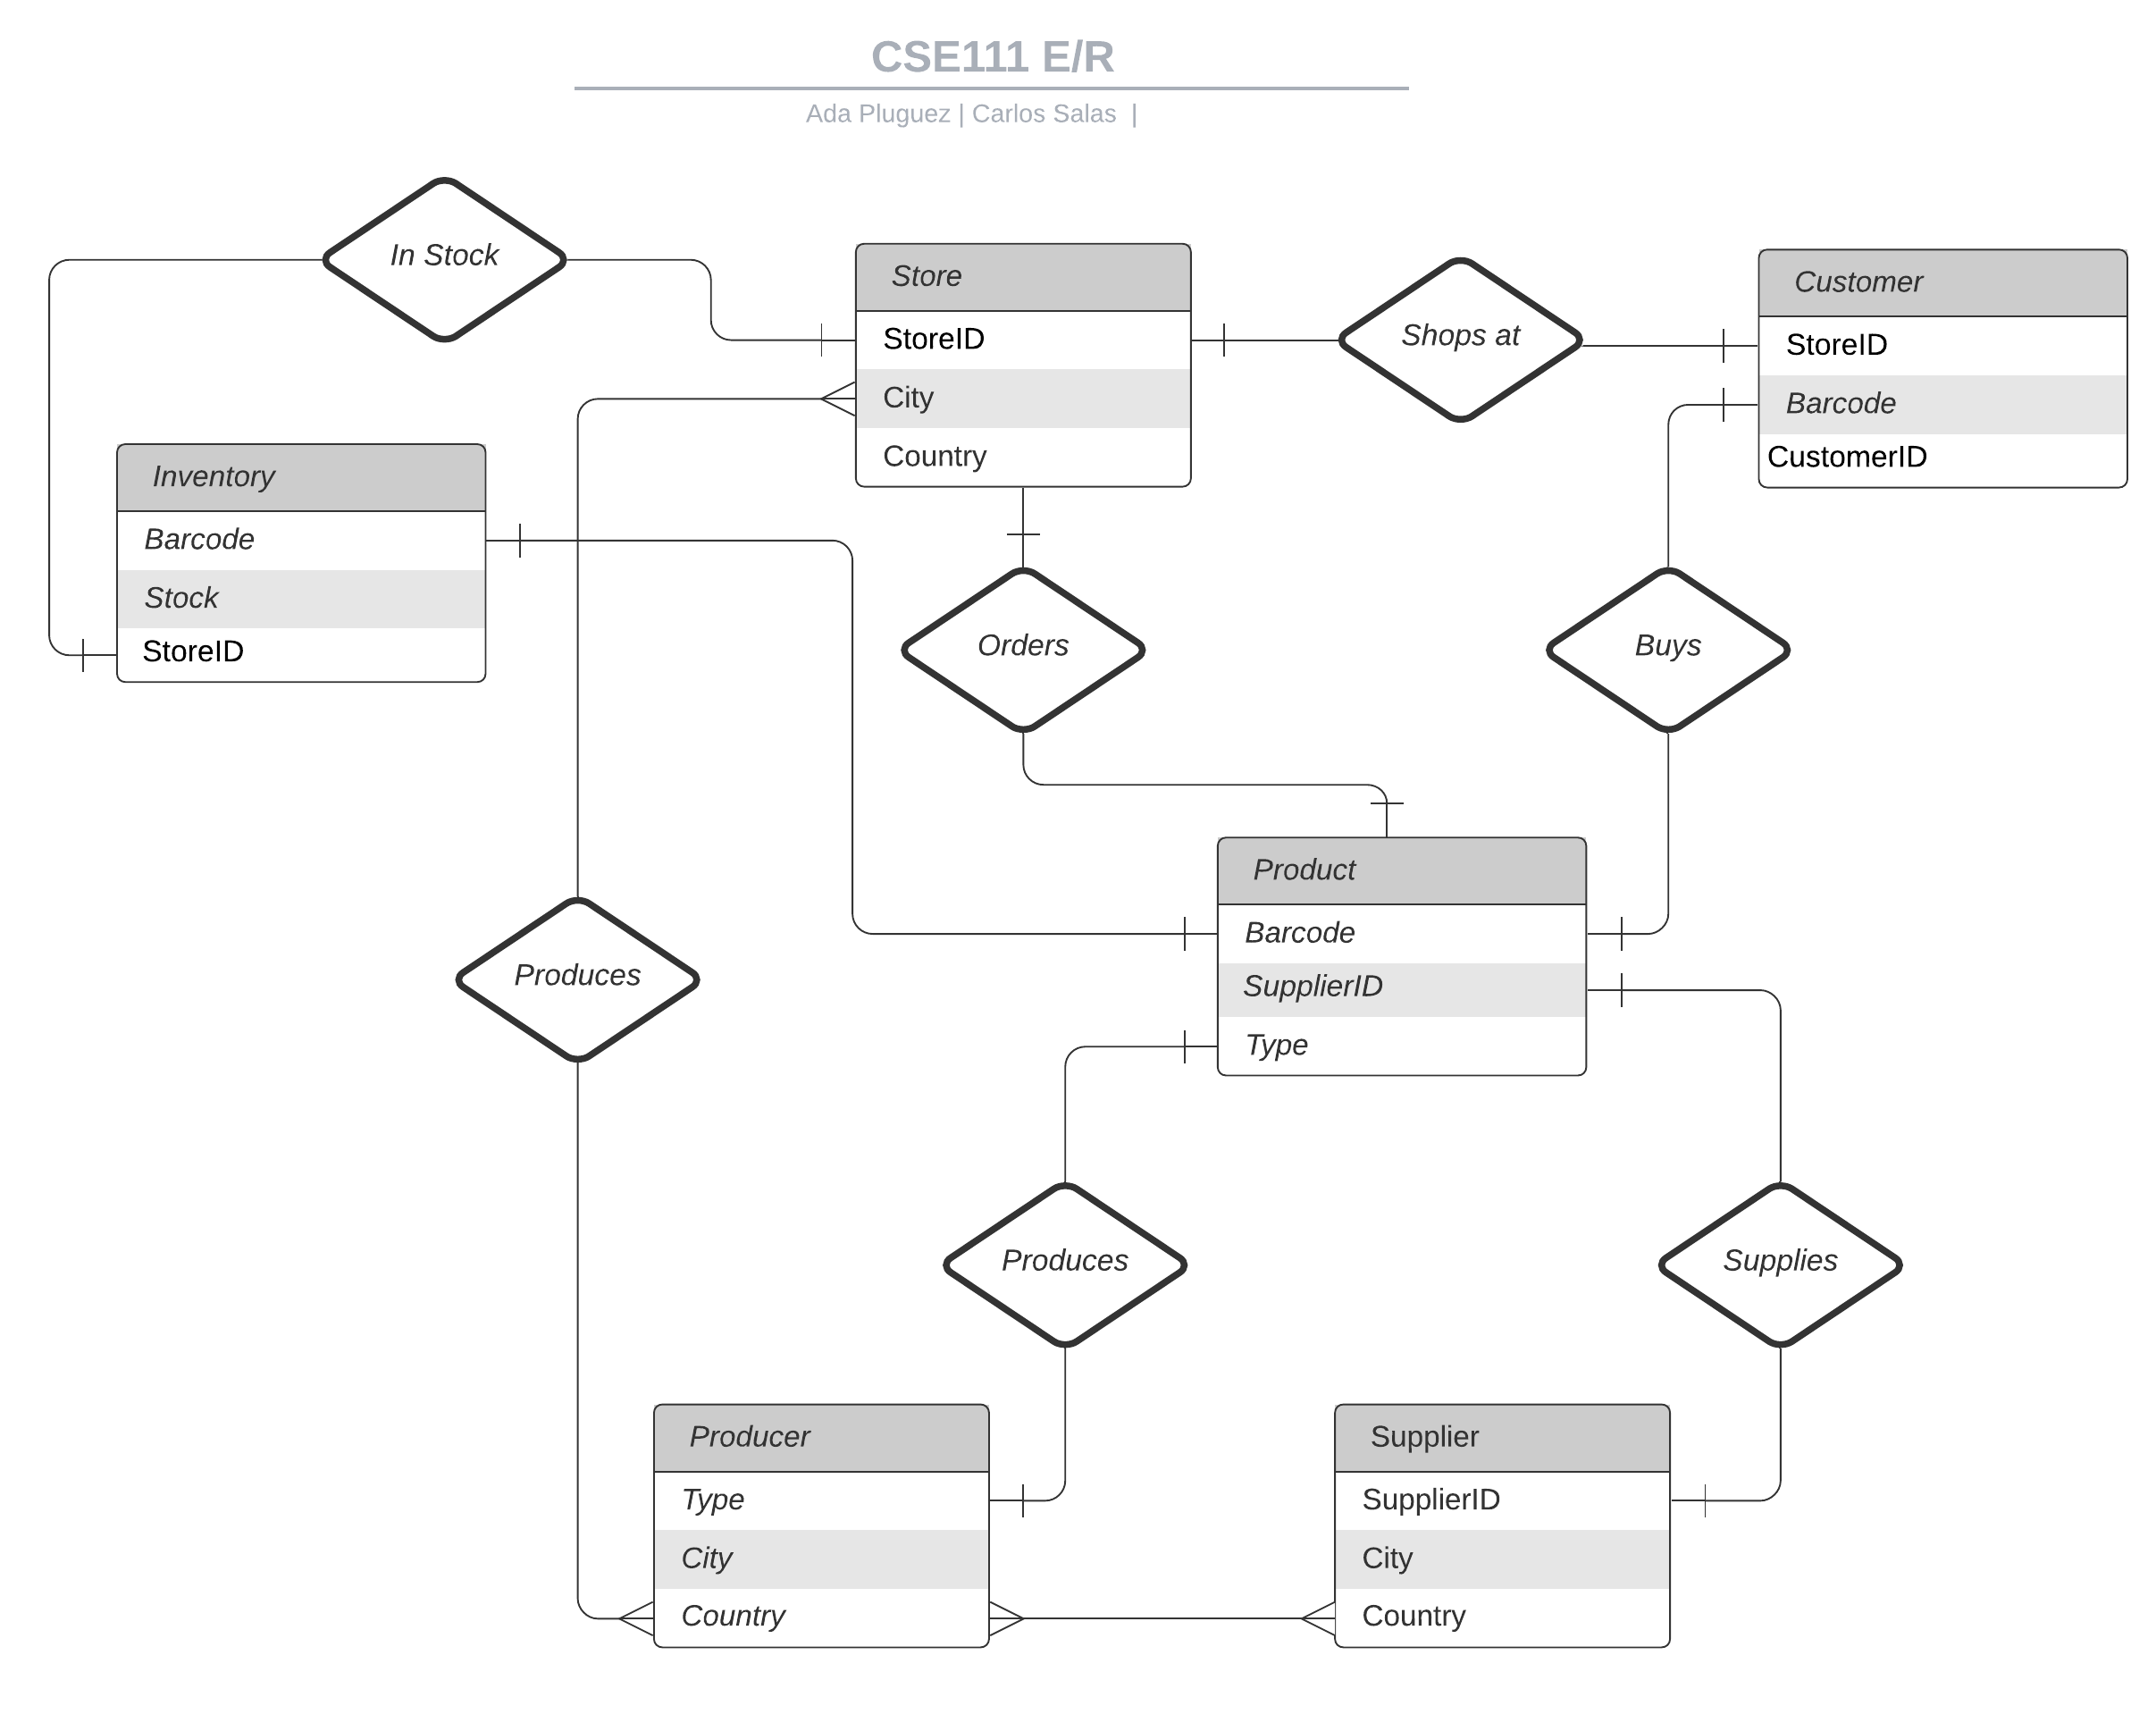 CSE111 E/R
Ada Pluguez | Carlos Salas |
In Stock
Store
StoreID
City
Country
Shops at
Customer
StoreID
Barcode
CustomerID
Inventory
Barcode
Stock
StoreID
Orders
Buys
Product
Barcode
SupplierID
Type
Produces
Produces
Supplies
Producer
Type
City
Country
Supplier
SupplierID
City
Country